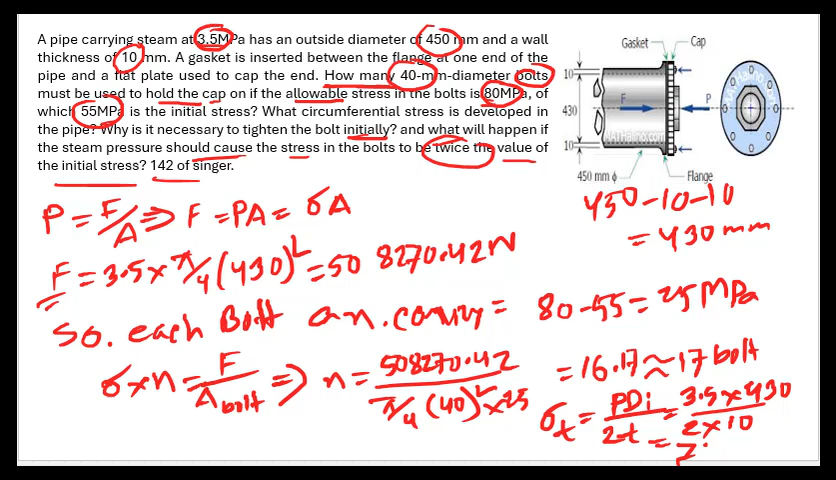 A pipe carrying steam at 3.5MPa has an outside diameter of 450 mm and a wall
thickness of 10 mm. A gasket is inserted between the flange at one end of the
pipe and a flat plate used to cap the end. How many 40-mm-diameter bolts
must be used to hold the cap on if the allowable stress in the bolts is 80MPa, of
which 55MPa is the initial stress? What circumferential stress is developed in
the pipe? Why is it necessary to tighten the bolt initially? and what will happen if
the steam pressure should cause the stress in the bolts to be twice the value of
the initial stress? 142 of singer.
Gasket
Cap
10
430
10
F
P
450 mm ϕ
Flange
MATHalino.com
450-10-10
= 430 mm
P = F/A ⇒ F = PA = σA
F = 3.5 x π/4 (430)² = 508270.42 N
So. each Bolt can. carry = 80-55 = 25 MPa
σ x n = F/A bolt ⇒ n = 508270.42 / π/4 (40)² x 25 = 16.17 ≈ 17 bolt
σt = PDi/2t = 3.5 x 430/2 x 10
= 7